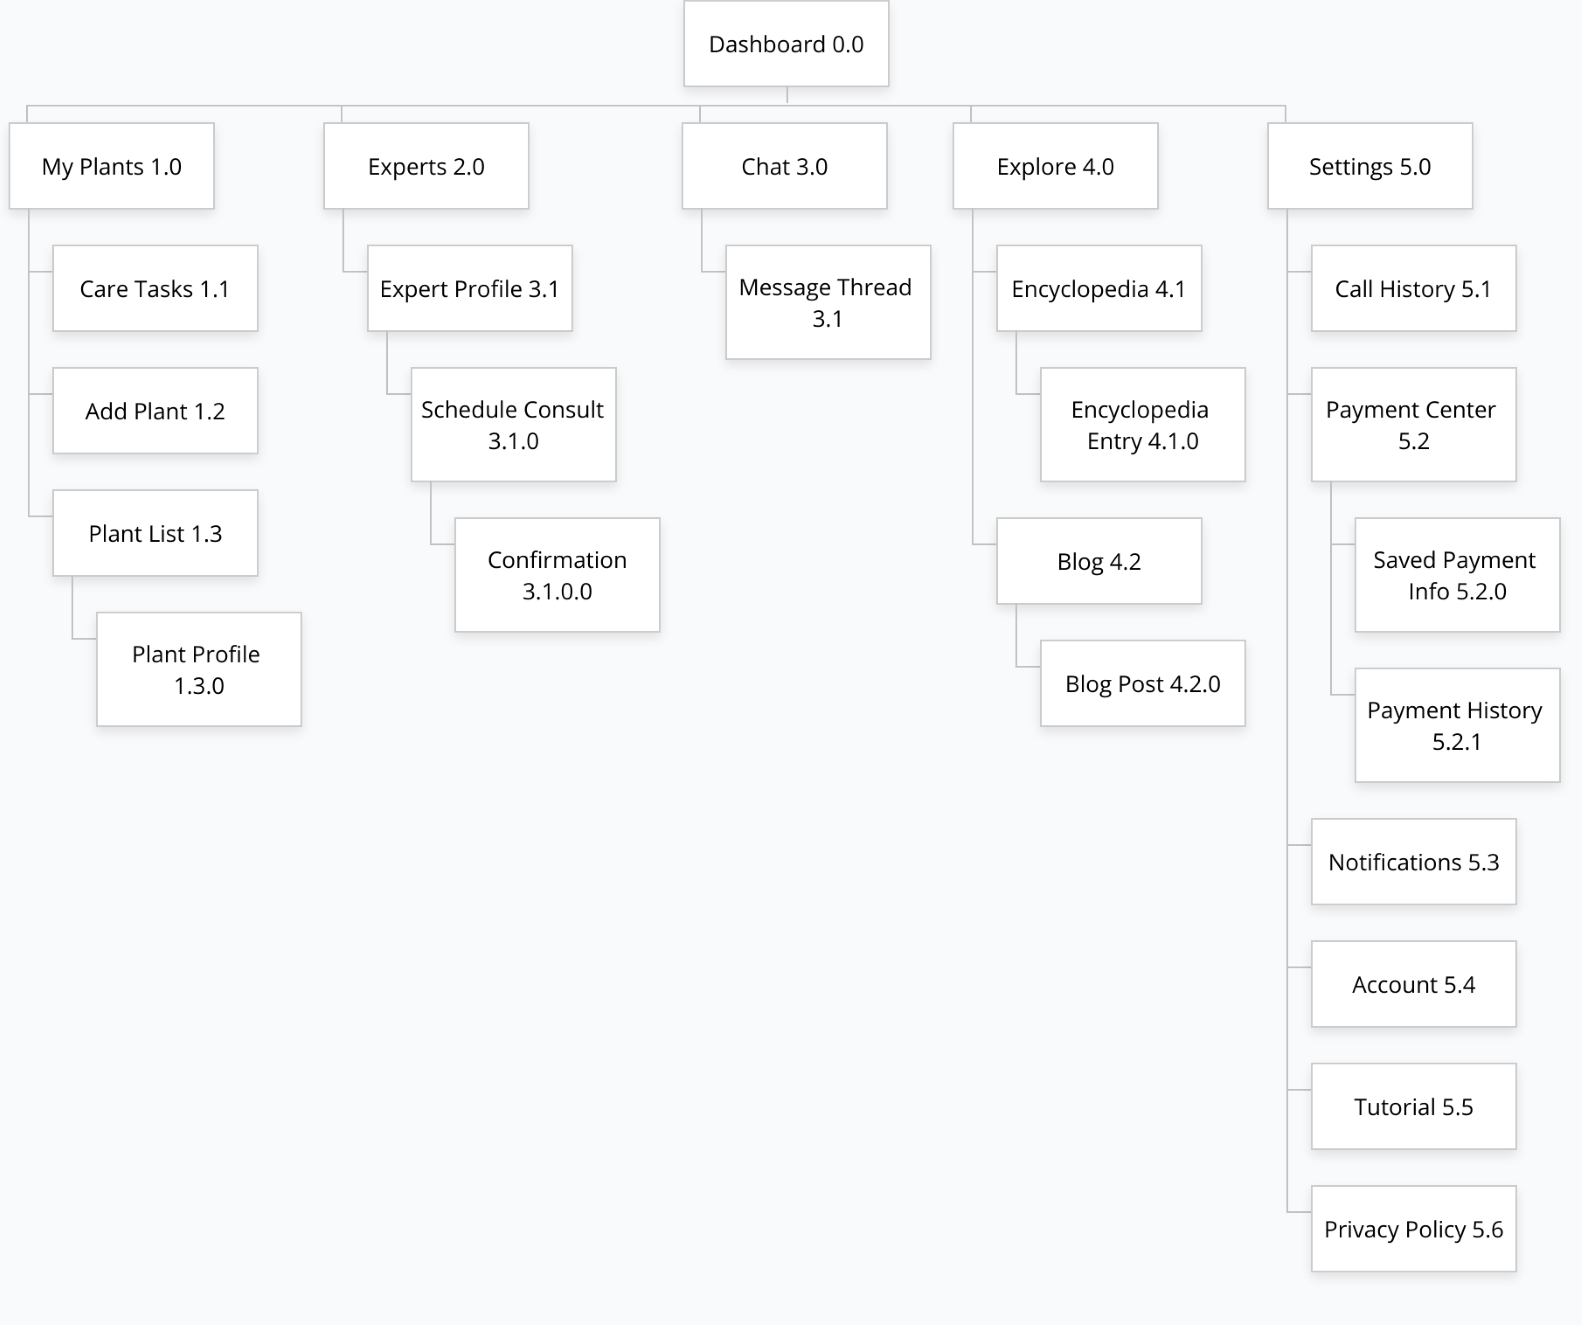 Dashboard 0.0
My Plants 1.0
Experts 2.0
Chat 3.0
Explore 4.0
Settings 5.0
Care Tasks 1.1
Add Plant 1.2
Plant List 1.3
Plant Profile
1.3.0
Expert Profile 3.1
Schedule Consult
3.1.0
Confirmation
3.1.0.0
Message Thread
3.1
Encyclopedia 4.1
Encyclopedia
Entry 4.1.0
Blog 4.2
Blog Post 4.2.0
Call History 5.1
Payment Center
5.2
Saved Payment
Info 5.2.0
Payment History
5.2.1
Notifications 5.3
Account 5.4
Tutorial 5.5
Privacy Policy 5.6